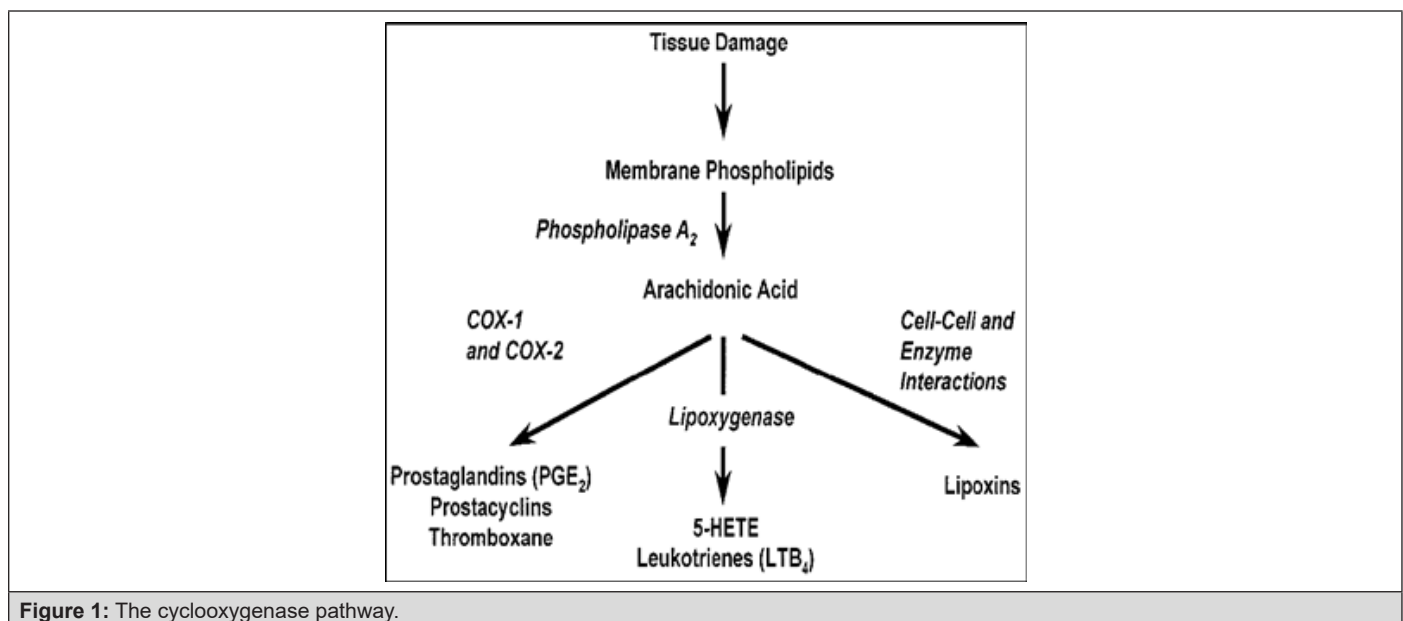 Tissue Damage
Membrane Phospholipids
Phospholipase A₂
Arachidonic Acid
COX-1
and COX-2
Cell-Cell and
Enzyme
Interactions
Lipoxygenase
Prostaglandins (PGE₂)
Prostacyclins
Thromboxane
Lipoxins
5-HETE
Leukotrienes (LTB₄)
Figure 1: The cyclooxygenase pathway.